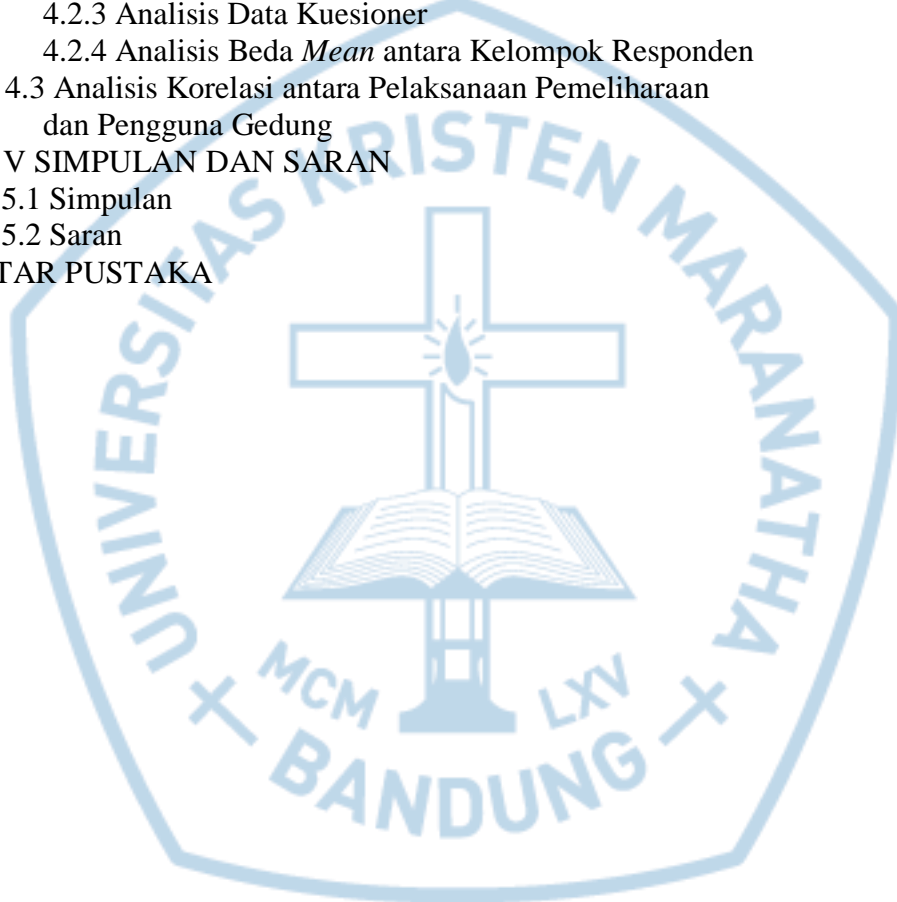 4.2.3 Analisis Data Kuesioner
4.2.4 Analisis Beda Mean antara Kelompok Responden
4.3 Analisis Korelasi antara Pelaksanaan Pemeliharaan
dan Pengguna Gedung
V SIMPULAN DAN SARAN
5.1 Simpulan
5.2 Saran
TAR PUSTAKA
UNIVERSITAS KRISTEN MARANATHA
MCM LXV
BANDUNG